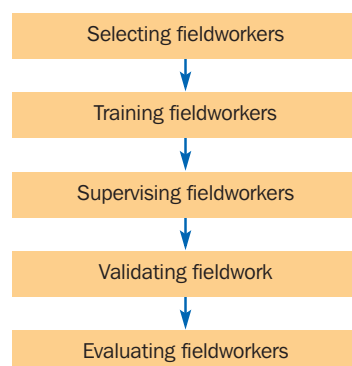 Selecting fieldworkers
Training fieldworkers
Supervising fieldworkers
Validating fieldwork
Evaluating fieldworkers